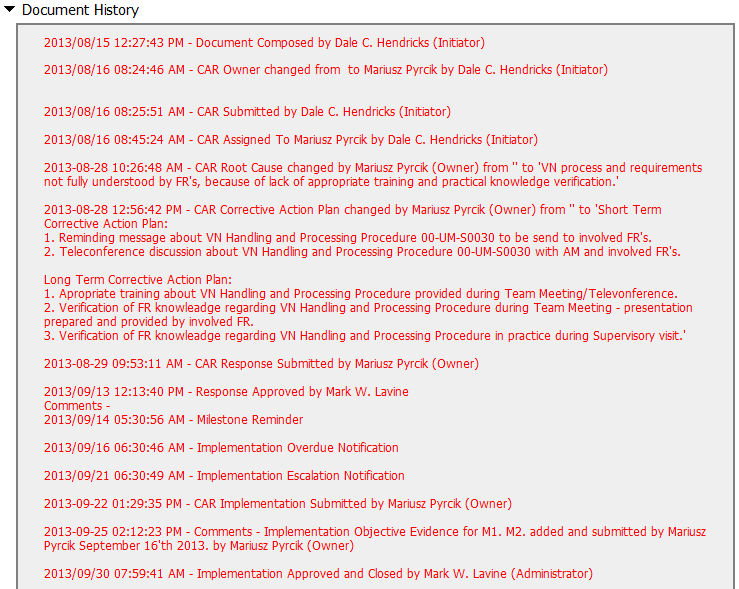 Document History
2013/08/15 12:27:43 PM - Document Composed by Dale C. Hendricks (Initiator)
2013/08/16 08:24:46 AM - CAR Owner changed from  to Mariusz Pyrcik by Dale C. Hendricks (Initiator)
2013/08/16 08:25:51 AM - CAR Submitted by Dale C. Hendricks (Initiator)
2013/08/16 08:45:24 AM - CAR Assigned To Mariusz Pyrcik by Dale C. Hendricks (Initiator)
2013-08-28 10:26:48 AM - CAR Root Cause changed by Mariusz Pyrcik (Owner) from '' to 'VN process and requirements
not fully understood by FR's, because of lack of appropriate training and practical knowledge verification.'
2013-08-28 12:56:42 PM - CAR Corrective Action Plan changed by Mariusz Pyrcik (Owner) from '' to 'Short Term
Corrective Action Plan:
1. Reminding message about VN Handling and Processing Procedure 00-UM-S0030 to be send to involved FR's.
2. Teleconference discussion about VN Handling and Processing Procedure 00-UM-S0030 with AM and involved FR's.
Long Term Corrective Action Plan:
1. Apropriate training about VN Handling and Processing Procedure provided during Team Meeting/Televonference.
2. Verification of FR knowleadge regarding VN Handling and Processing Procedure during Team Meeting - presentation
prepared and provided by involved FR.
3. Verification of FR knowleadge regarding VN Handling and Processing Procedure in practice during Supervisory visit.'
2013-08-29 09:53:11 AM - CAR Response Submitted by Mariusz Pyrcik (Owner)
2013/09/13 12:13:40 PM - Response Approved by Mark W. Lavine
Comments -
2013/09/14 05:30:56 AM - Milestone Reminder
2013/09/16 06:30:46 AM - Implementation Overdue Notification
2013/09/21 06:30:49 AM - Implementation Escalation Notification
2013-09-22 01:29:35 PM - CAR Implementation Submitted by Mariusz Pyrcik (Owner)
2013-09-25 02:12:23 PM - Comments - Implementation Objective Evidence for M1. M2. added and submitted by Mariusz
Pyrcik September 16'th 2013. by Mariusz Pyrcik (Owner)
2013/09/30 07:59:41 AM - Implementation Approved and Closed by Mark W. Lavine (Administrator)